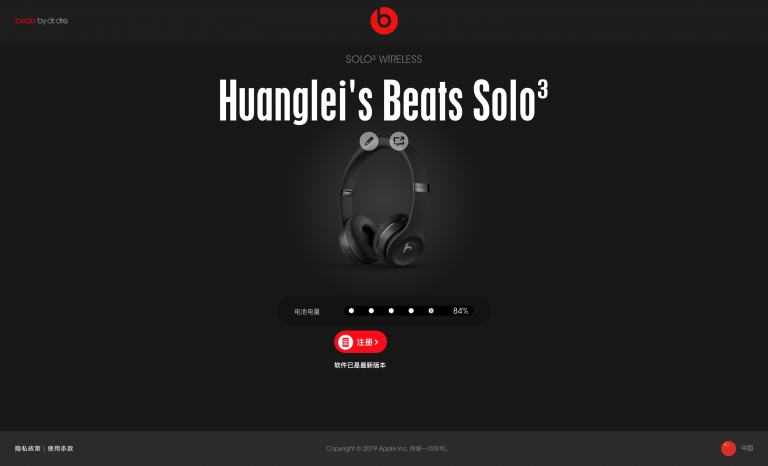 beats by dr. dre
SOLO³ WIRELESS
Huanglei's Beats Solo³
电池电量
84%
注册 >
软件已是最新版本
隐私政策 | 使用条款
Copyright © 2019 Apple Inc. 保留一切权利。
中国